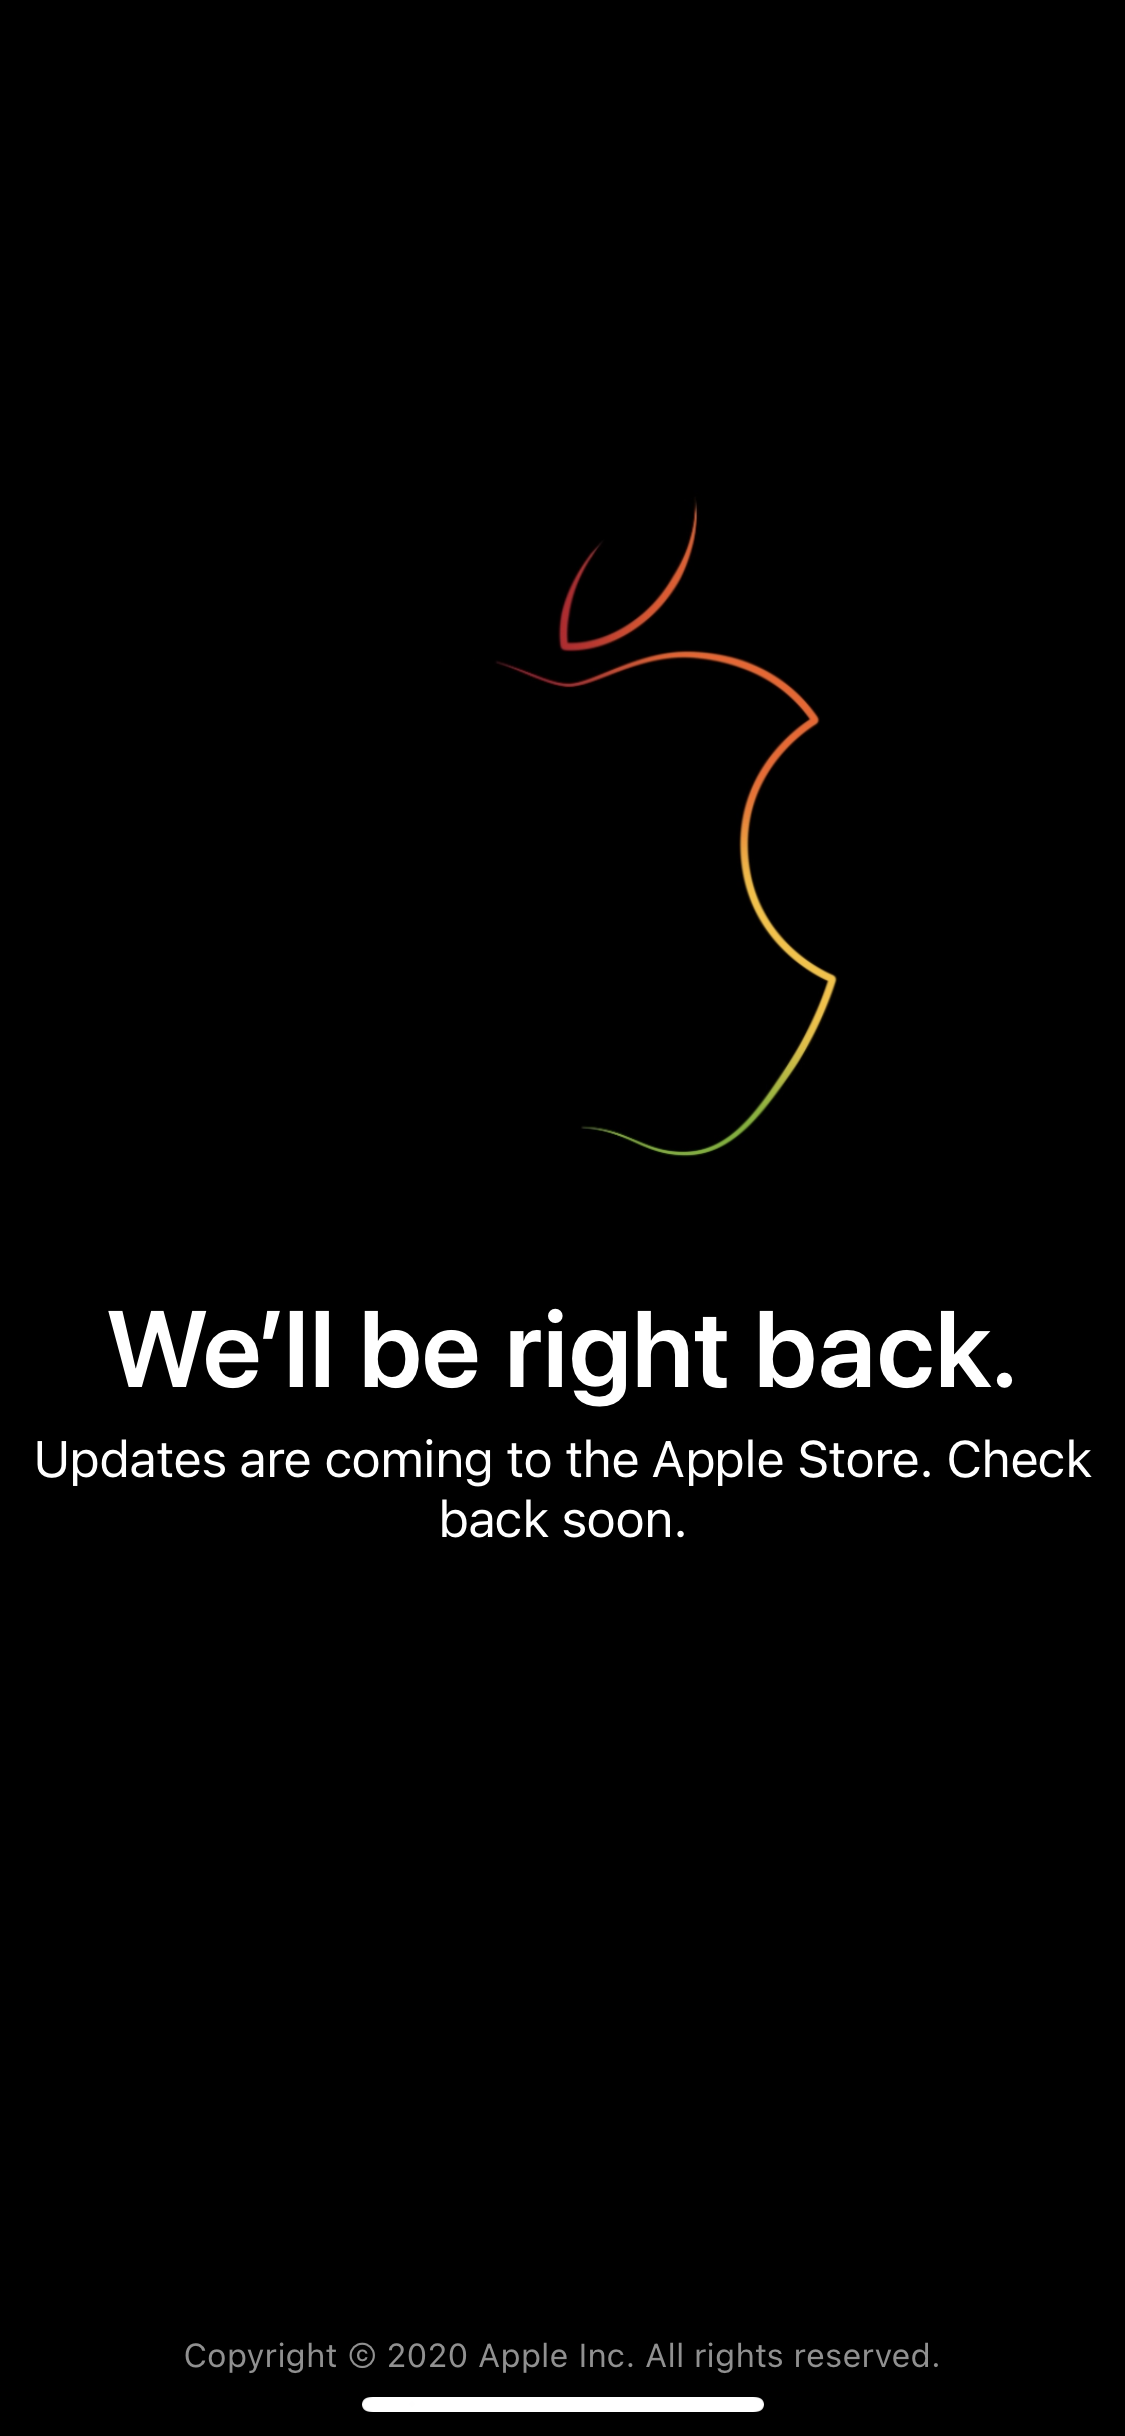 We’ll be right back.
Updates are coming to the Apple Store. Check
back soon.
Copyright © 2020 Apple Inc. All rights reserved.